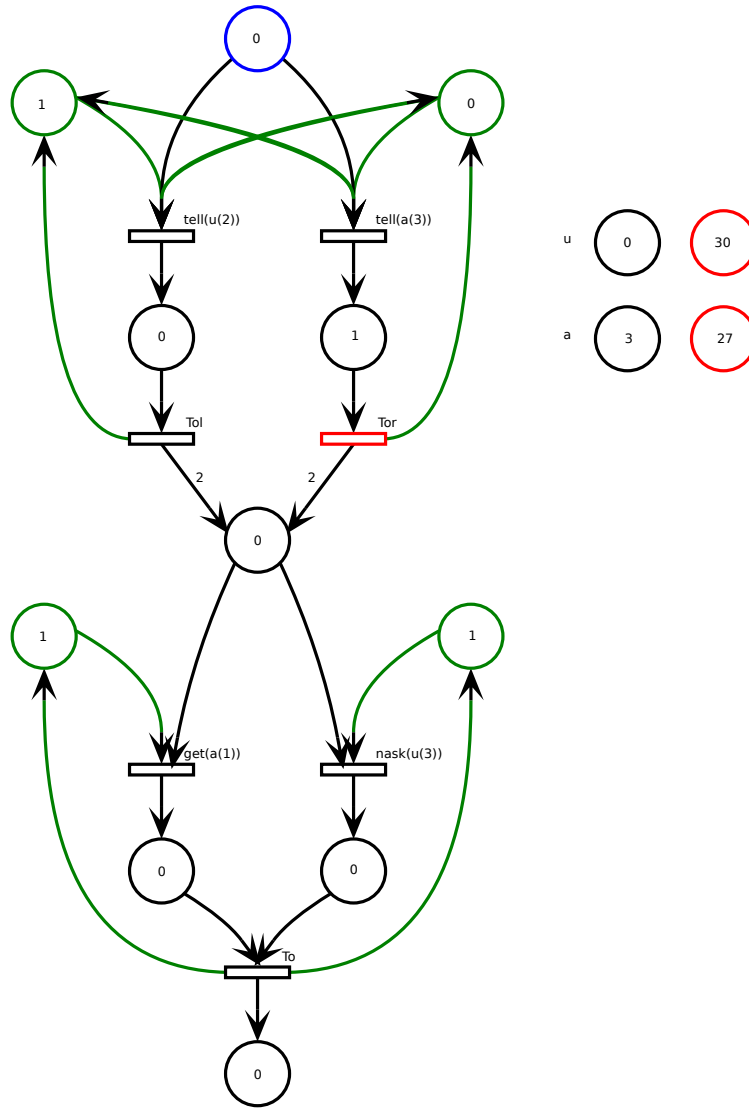 0
1
0
tell(u(2))
tell(a(3))
u
0
30
0
1
a
3
27
Tol
Tor
2
2
0
1
1
get(a(1))
nask(u(3))
0
0
To
0